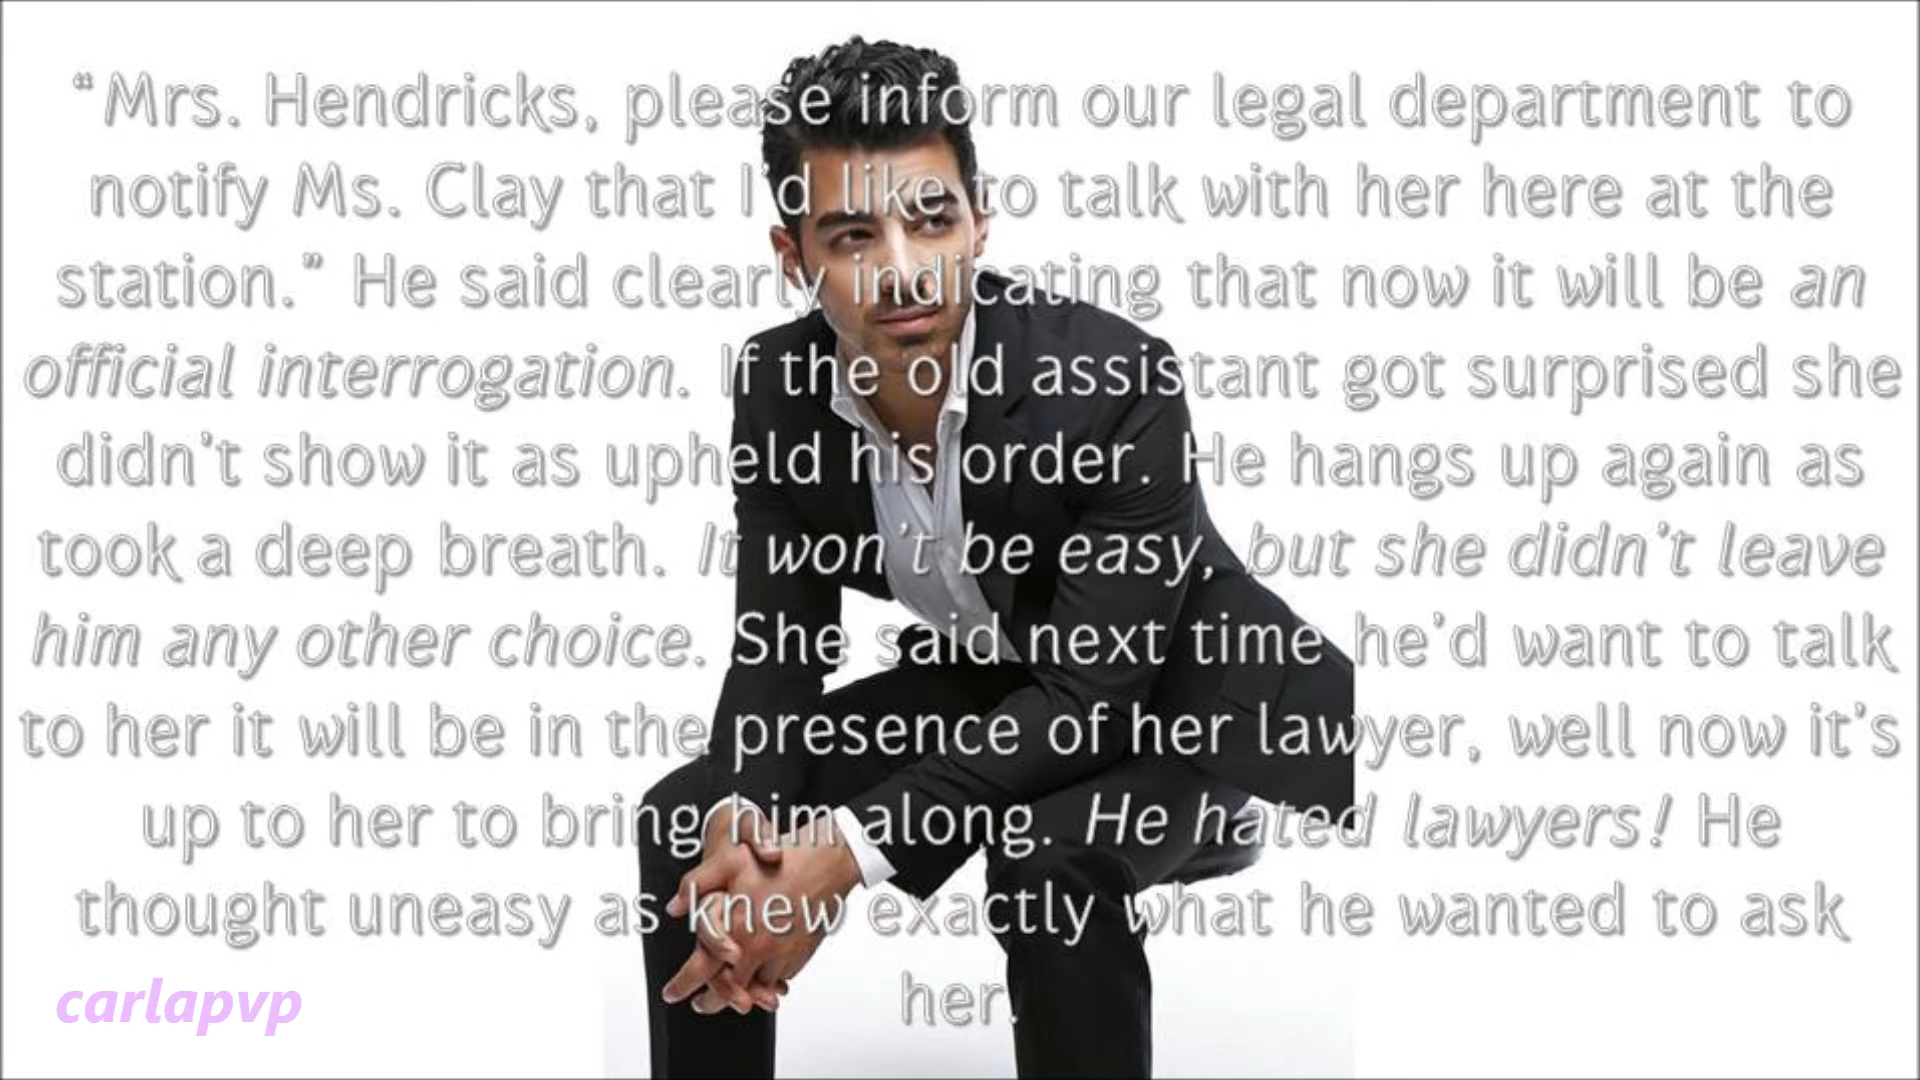 “Mrs. Hendricks, please inform our legal department to
notify Ms. Clay that I’d like to talk with her here at the
station.” He said clearly indicating that now it will be an
official interrogation. If the old assistant got surprised she
didn’t show it as upheld his order. He hangs up again as
took a deep breath. It won’t be easy, but she didn’t leave
him any other choice. She said next time he’d want to talk
to her it will be in the presence of her lawyer, well now it’s
up to her to bring him along. He hated lawyers! He
thought uneasy as knew exactly what he wanted to ask
her.
carlapvp